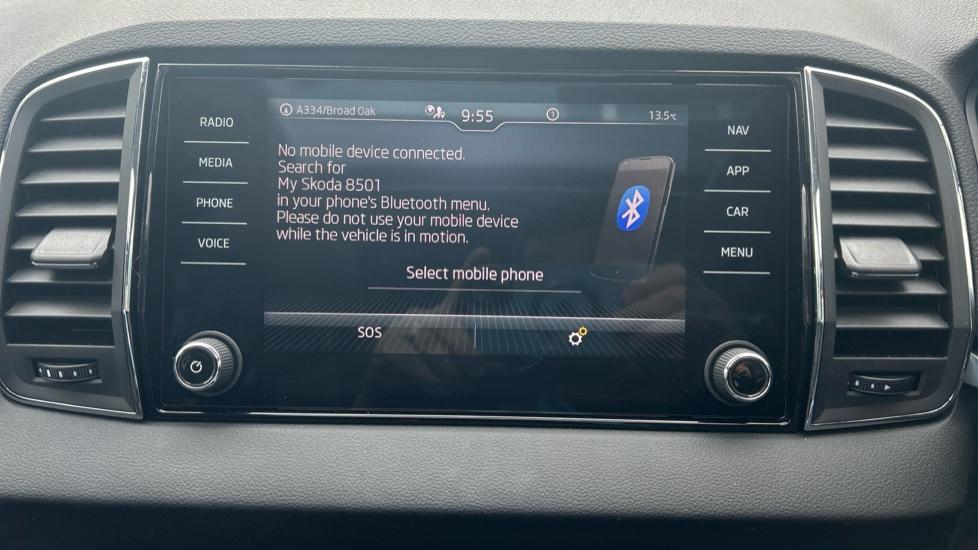 A334/Broad Oak 9:55 13.5°C
RADIO
MEDIA
PHONE
VOICE
No mobile device connected.
Search for
My Skoda 8501
in your phone's Bluetooth menu.
Please do not use your mobile device
while the vehicle is in motion.
Select mobile phone
SOS
NAV
APP
CAR
MENU